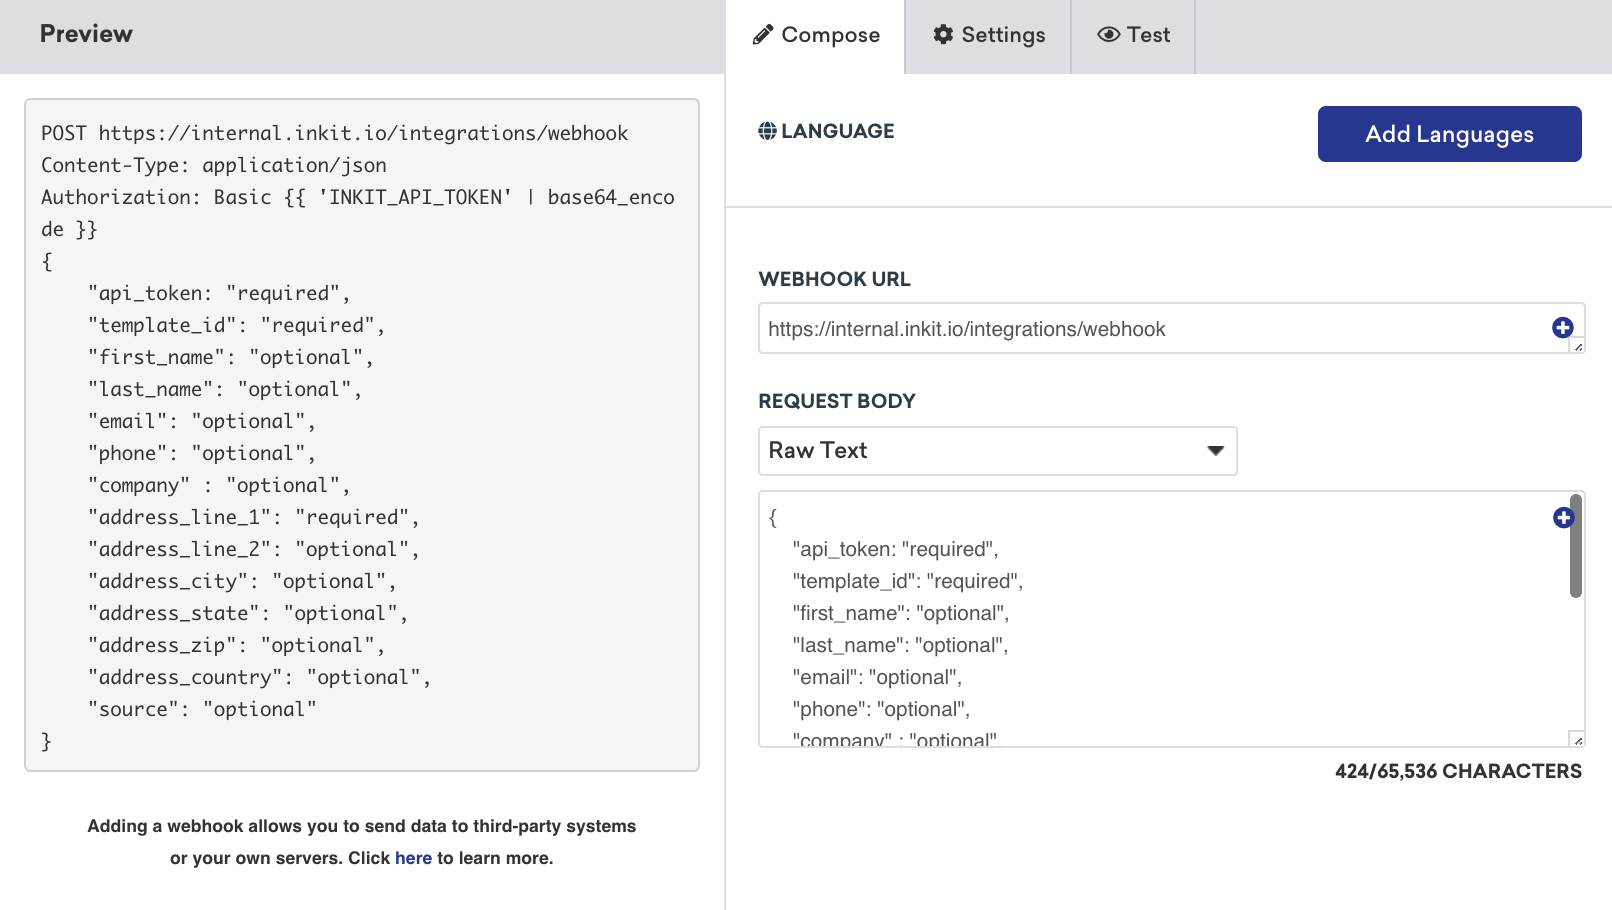 Preview
POST https://internal.inkit.io/integrations/webhook
Content-Type: application/json
Authorization: Basic {{ 'INKIT_API_TOKEN' | base64_enco
de }}
{
"api_token: "required",
"template_id": "required",
"first_name": "optional",
"last_name": "optional",
"email": "optional",
"phone": "optional",
"company" : "optional",
"address_line_1": "required",
"address_line_2": "optional",
"address_city": "optional",
"address_state": "optional",
"address_zip": "optional",
"address_country": "optional",
"source": "optional"
}
Adding a webhook allows you to send data to third-party systems
or your own servers. Click here to learn more.
Compose
Settings
Test
LANGUAGE
Add Languages
WEBHOOK URL
https://internal.inkit.io/integrations/webhook
REQUEST BODY
Raw Text
{
"api_token: "required",
"template_id": "required",
"first_name": "optional",
"last_name": "optional",
"email": "optional",
"phone": "optional",
"company" : "optional",
424/65,536 CHARACTERS